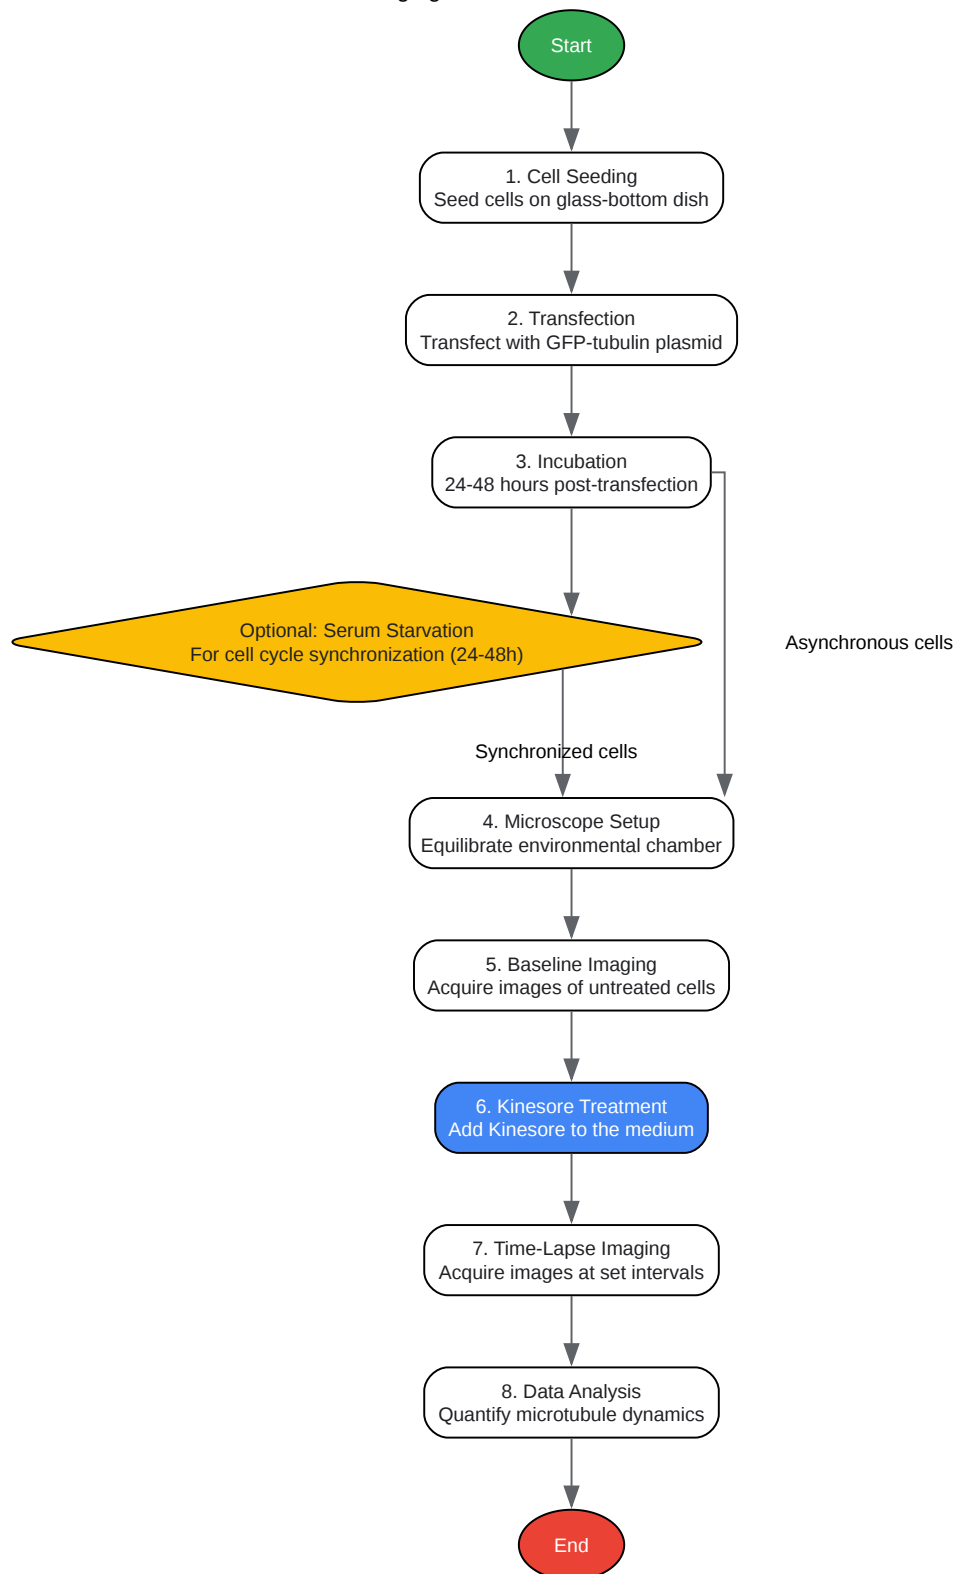 Start
1. Cell Seeding
Seed cells on glass-bottom dish
2. Transfection
Transfect with GFP-tubulin plasmid
3. Incubation
24-48 hours post-transfection
Optional: Serum Starvation
For cell cycle synchronization (24-48h)
Asynchronous cells
Synchronized cells
4. Microscope Setup
Equilibrate environmental chamber
5. Baseline Imaging
Acquire images of untreated cells
6. Kinesore Treatment
Add Kinesore to the medium
7. Time-Lapse Imaging
Acquire images at set intervals
8. Data Analysis
Quantify microtubule dynamics
End